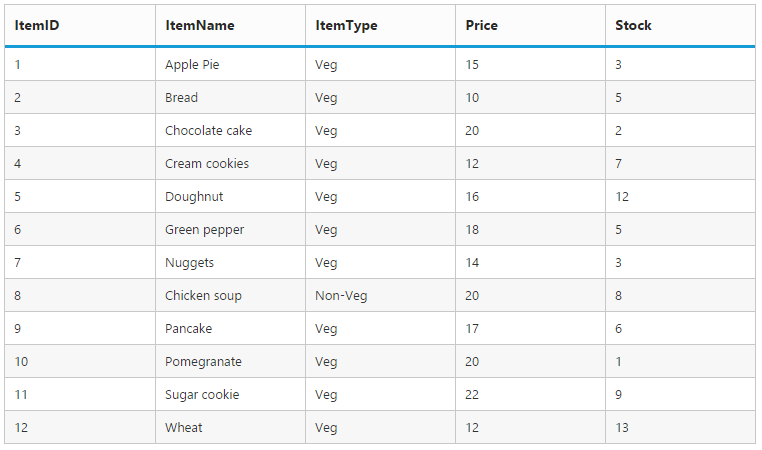 ItemID ItemName ItemType Price Stock
1 Apple Pie Veg 15 3
2 Bread Veg 10 5
3 Chocolate cake Veg 20 2
4 Cream cookies Veg 12 7
5 Doughnut Veg 16 12
6 Green pepper Veg 18 5
7 Nuggets Veg 14 3
8 Chicken soup Non-Veg 20 8
9 Pancake Veg 17 6
10 Pomegranate Veg 20 1
11 Sugar cookie Veg 22 9
12 Wheat Veg 12 13